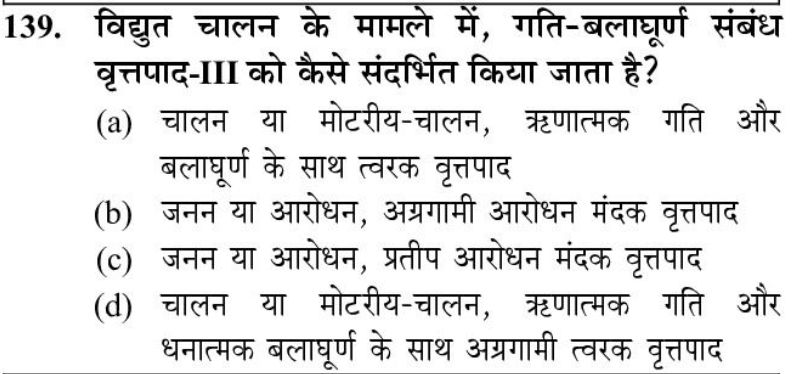 139. विद्युत चालन के मामले में, गति-बलाघूर्ण संबंध
वृत्तपाद-III को कैसे संदर्भित किया जाता है?
(a) चालन या मोटरीय-चालन, ऋणात्मक गति और
बलाघूर्ण के साथ त्वरक वृत्तपाद
(b) जनन या आरोधन, अग्रगामी आरोधन मंदक वृत्तपाद
(c) जनन या आरोधन, प्रतीप आरोधन मंदक वृत्तपाद
(d) चालन या मोटरीय-चालन, ऋणात्मक गति और
धनात्मक बलाघूर्ण के साथ अग्रगामी त्वरक वृत्तपाद